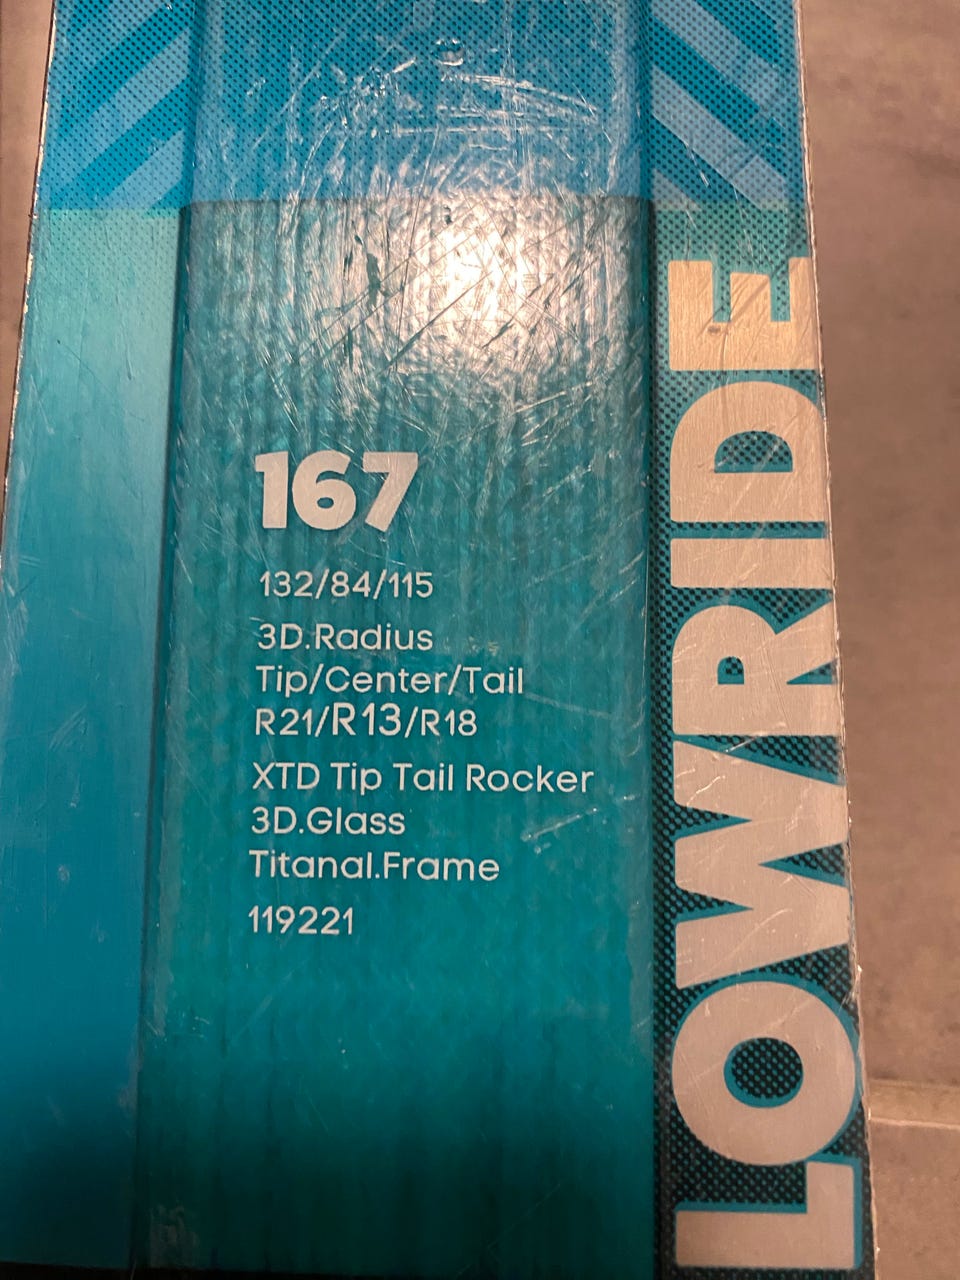 167
132/84/115
3D.Radius
Tip/Center/Tail
R21/R13/R18
XTD Tip Tail Rocker
3D.Glass
Titanal.Frame
119221
LOWRIDE